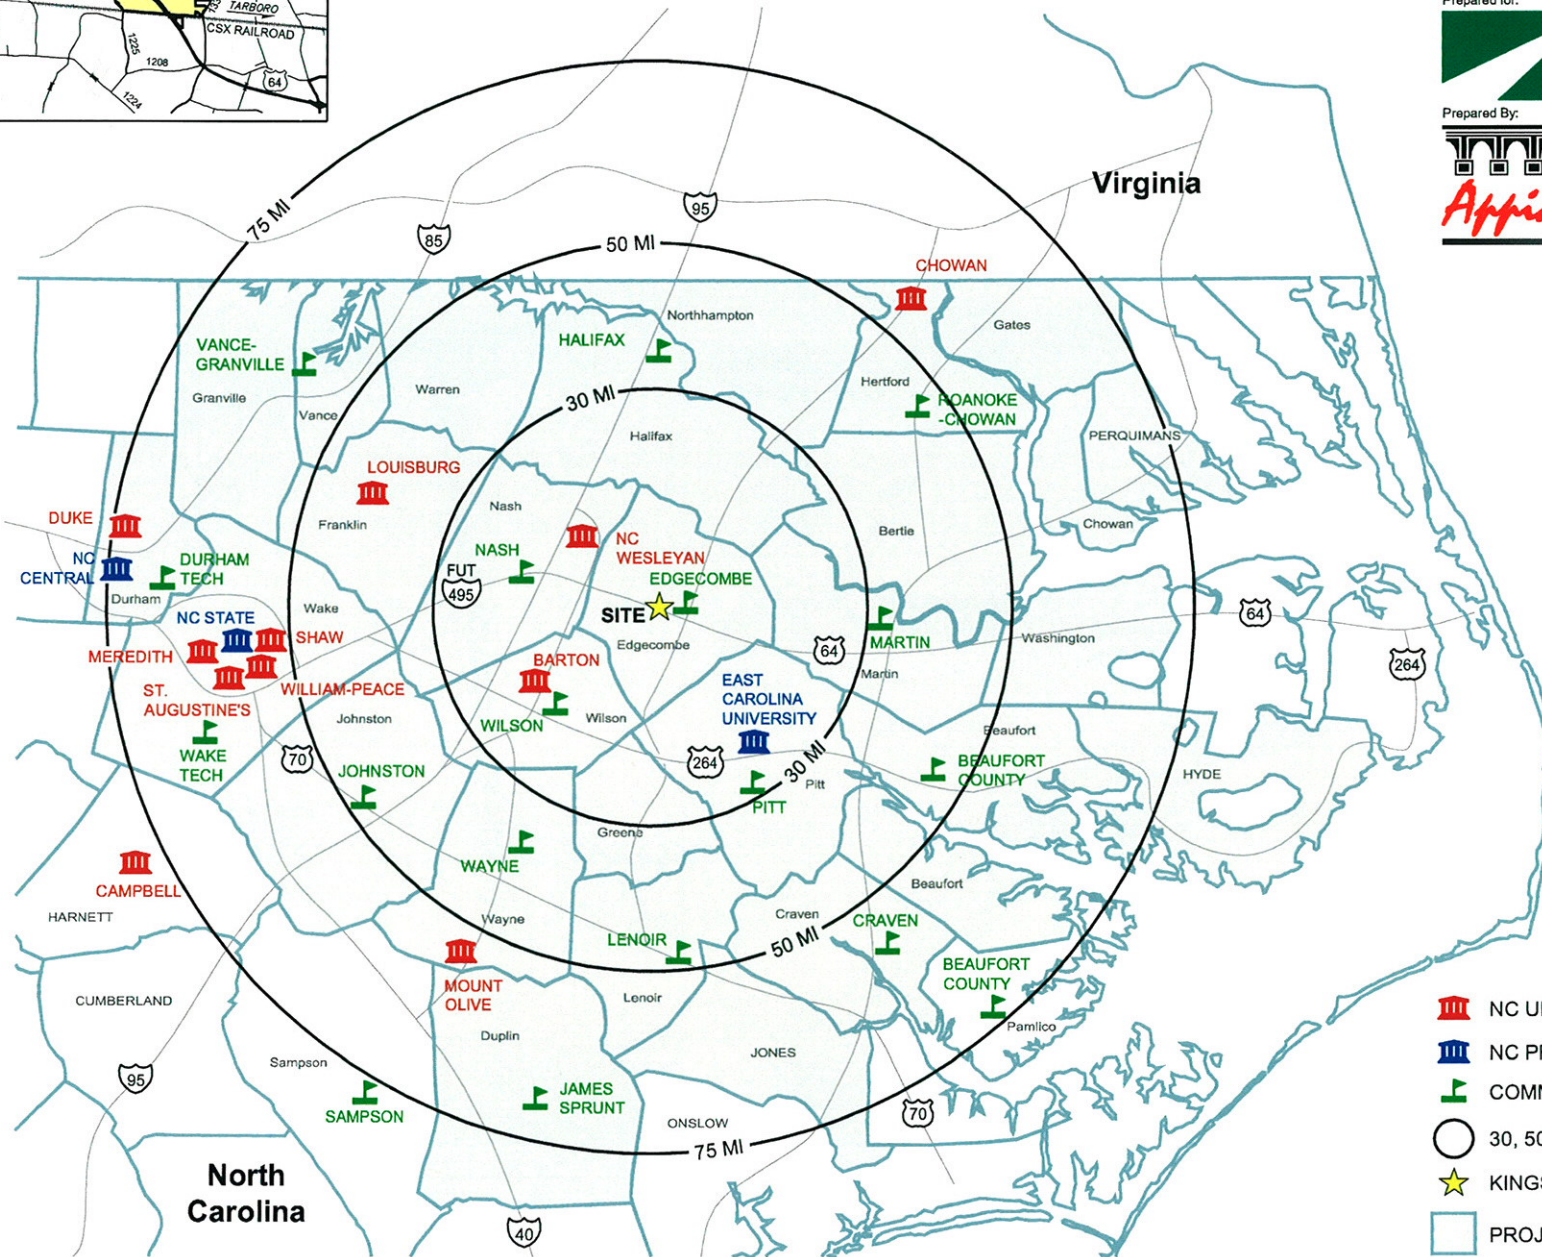 TARBORO
CSX RAILROAD
1225
1208
64
1224
Prepared for:
Prepared By:
Virginia
75 MI
95
85
50 MI
CHOWAN
Northhampton
Gates
VANCE-
GRANVILLE
HALIFAX
Hertford
Warren
Granville
30 MI
ROANOKE
-CHOWAN
Vance
Halifax
PERQUIMANS
LOUISBURG
Nash
DUKE
Franklin
Bertie
Chowan
NC
WESLEYAN
NC
CENTRAL
DURHAM
TECH
NASH
FUT
495
EDGECOMBE
Durham
Wake
NC STATE
SITE
64
SHAW
MARTIN
Washington
Edgecombe
64
264
MEREDITH
BARTON
Martin
ST.
AUGUSTINE'S
WILLIAM-PEACE
EAST
CAROLINA
UNIVERSITY
Johnston
WILSON
Wilson
Beaufort
WAKE
TECH
70
264
30 MI
BEAUFORT
COUNTY
HYDE
JOHNSTON
Pitt
PITT
Greene
WAYNE
CAMPBELL
Beaufort
HARNETT
Wayne
Craven
CRAVEN
LENOIR
50 MI
BEAUFORT
COUNTY
MOUNT
OLIVE
CUMBERLAND
Lenoir
Pamlico
Duplin
JONES
Sampson
95
SAMPSON
JAMES
SPRUNT
70
ONSLOW
75 MI
North
Carolina
40
NC
NC
30,